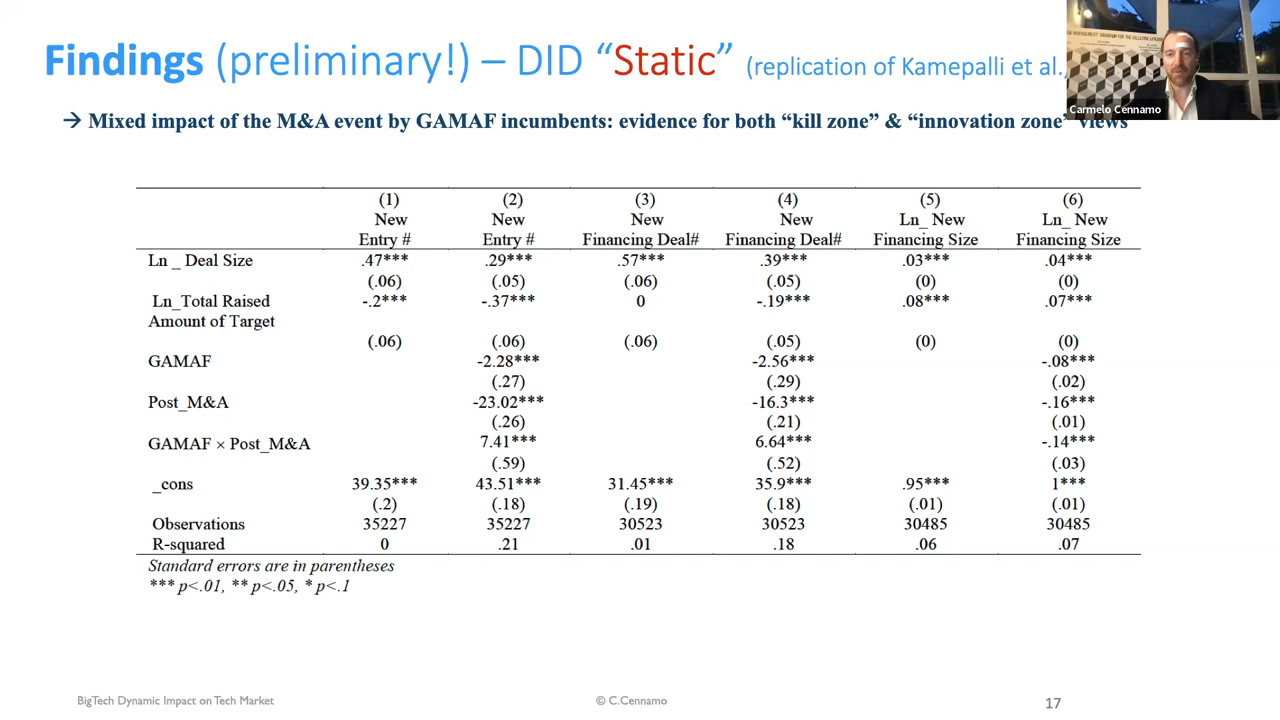 Findings (preliminary!) – DID “Static” (replication of Kamepalli et al.,
Carmelo Cennamo
→ Mixed impact of the M&A event by GAMAF incumbents: evidence for both “kill zone” & “innovation zone” views
(1) (2) (3) (4) (5) (6)
New New New New Ln_ New Ln_ New
Entry # Entry # Financing Deal# Financing Deal# Financing Size Financing Size
Ln _ Deal Size .47*** .29*** .57*** .39*** .03*** .04***
(.06) (.05) (.06) (.05) (0) (0)
Ln_Total Raised -.2*** -.37*** 0 -.19*** .08*** .07***
Amount of Target
(.06) (.06) (.06) (.05) (0) (0)
GAMAF -2.28*** -2.56*** -.08***
(.27) (.29) (.02)
Post_M&A -23.02*** -16.3*** -.16***
(.26) (.21) (.01)
GAMAF × Post_M&A 7.41*** 6.64*** -.14***
(.59) (.52) (.03)
_cons 39.35*** 43.51*** 31.45*** 35.9*** .95*** 1***
(.2) (.18) (.19) (.18) (.01) (.01)
Observations 35227 35227 30523 30523 30485 30485
R-squared 0 .21 .01 .18 .06 .07
Standard errors are in parentheses
*** p<.01, ** p<.05, * p<.1
BigTech Dynamic Impact on Tech Market
© C.Cennamo
17